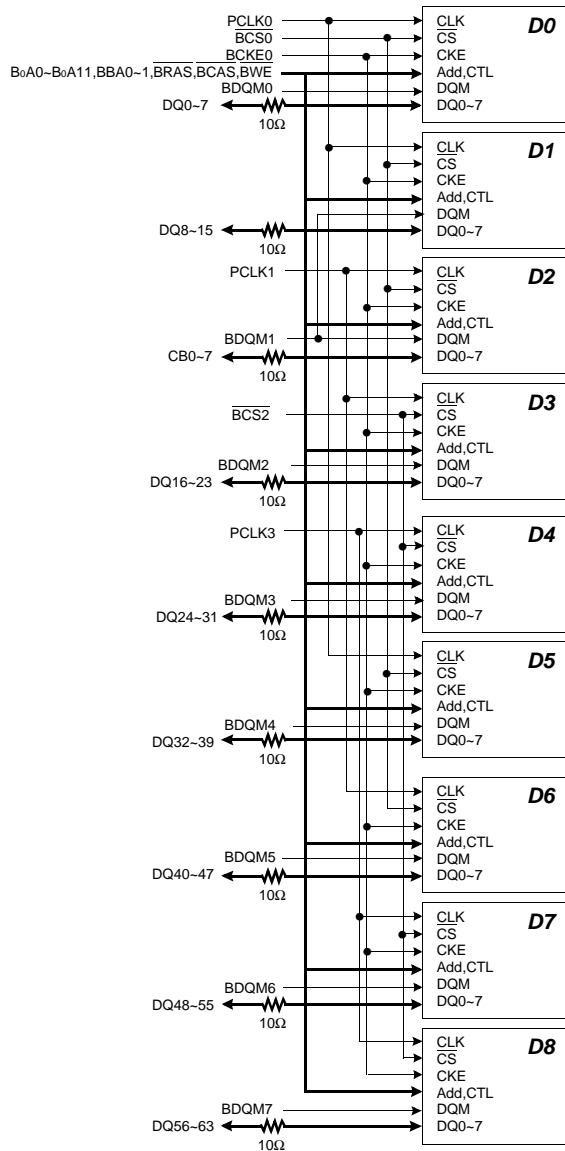 PCLK0 CLK D0
BCS0 CS
BCKE0 CKE
B0A0~B0A11,BBA0~1,BRAS,BCAS,BWE Add,CTL
BDQM0 DQM
DQ0~7 DQ0~7
10Ω
CLK D1
CS
CKE
Add,CTL
DQM
DQ8~15 DQ0~7
10Ω
PCLK1 CLK D2
CS
CKE
Add,CTL
BDQM1 DQM
CB0~7 DQ0~7
10Ω
CLK D3
BCS2 CS
CKE
Add,CTL
BDQM2 DQM
DQ16~23 DQ0~7
10Ω
PCLK3 CLK D4
CS
CKE
Add,CTL
BDQM3 DQM
DQ24~31 DQ0~7
10Ω
CLK D5
CS
CKE
Add,CTL
BDQM4 DQM
DQ32~39 DQ0~7
10Ω
CLK D6
CS
CKE
Add,CTL
BDQM5 DQM
DQ40~47 DQ0~7
10Ω
CLK D7
CS
CKE
Add,CTL
BDQM6 DQM
DQ48~55 DQ0~7
10Ω
CLK D8
CS
CKE
Add,CTL
BDQM7 DQM
DQ56~63 DQ0~7
10Ω